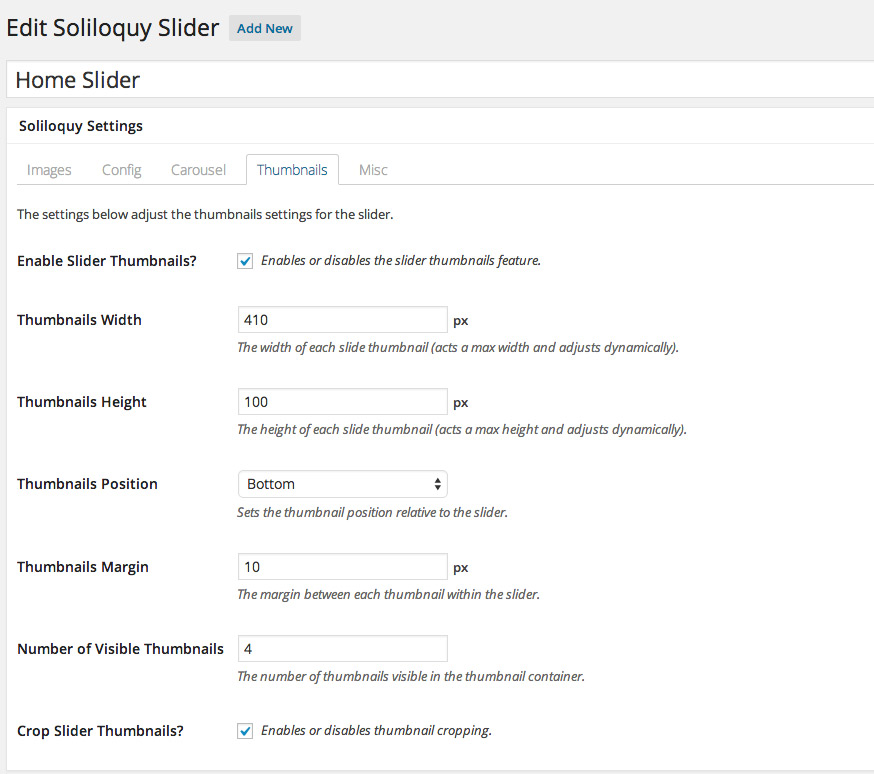 Edit Soliloquy Slider Add New
Home Slider
Soliloquy Settings
Images Config Carousel Thumbnails Misc
The settings below adjust the thumbnails settings for the slider.
Enable Slider Thumbnails? Enables or disables the slider thumbnails feature.
Thumbnails Width 410 px
The width of each slide thumbnail (acts a max width and adjusts dynamically).
Thumbnails Height 100 px
The height of each slide thumbnail (acts a max height and adjusts dynamically).
Thumbnails Position Bottom
Sets the thumbnail position relative to the slider.
Thumbnails Margin 10 px
The margin between each thumbnail within the slider.
Number of Visible Thumbnails 4
The number of thumbnails visible in the thumbnail container.
Crop Slider Thumbnails? Enables or disables thumbnail cropping.